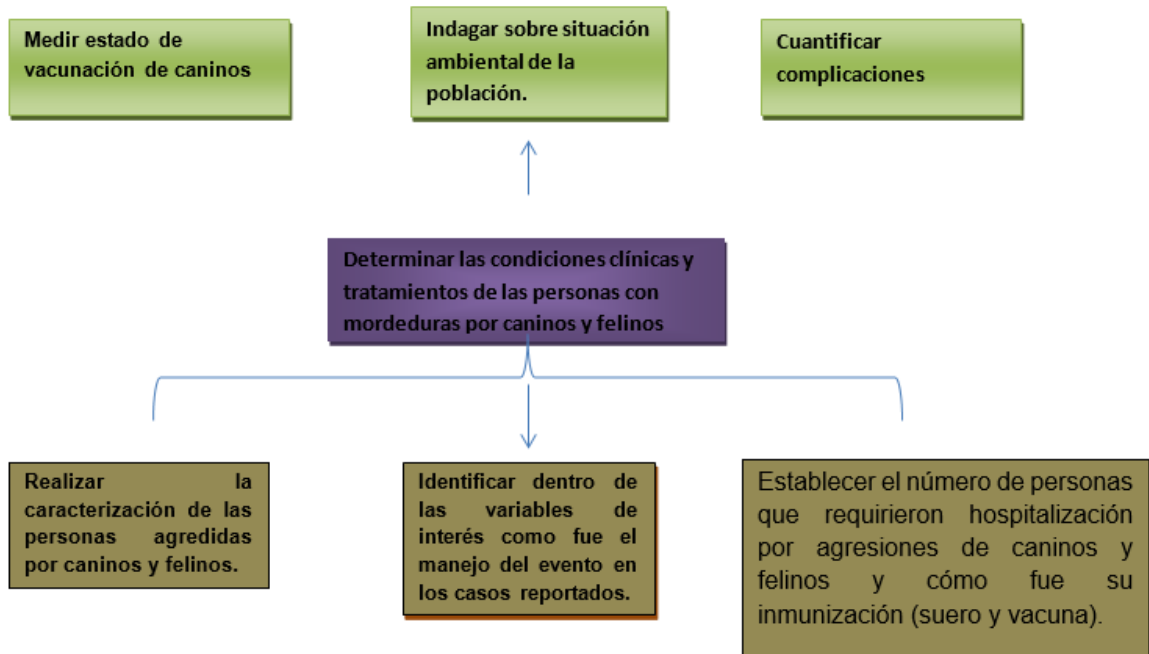 Medir estado de
vacunación de caninos
Indagar sobre situación
ambiental de la
población.
Cuantificar
complicaciones
Determinar las condiciones clínicas y
tratamientos de las personas con
mordeduras por caninos y felinos
Realizar la
caracterización de las
personas agredidas
por caninos y felinos.
Identificar dentro de
las variables de
interés como fue el
manejo del evento en
los casos reportados.
Establecer el número de personas
que requirieron hospitalización
por agresiones de caninos y
felinos y cómo fue su
inmunización (suero y vacuna).